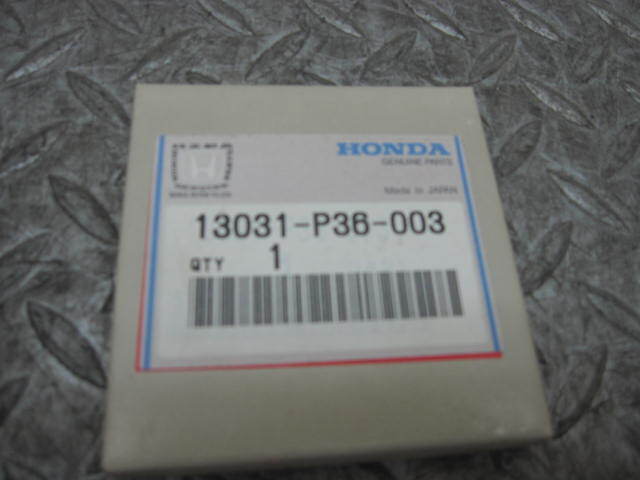 HONDA
GENUINE PARTS
Made in JAPAN
13031-P36-003
QTY 1